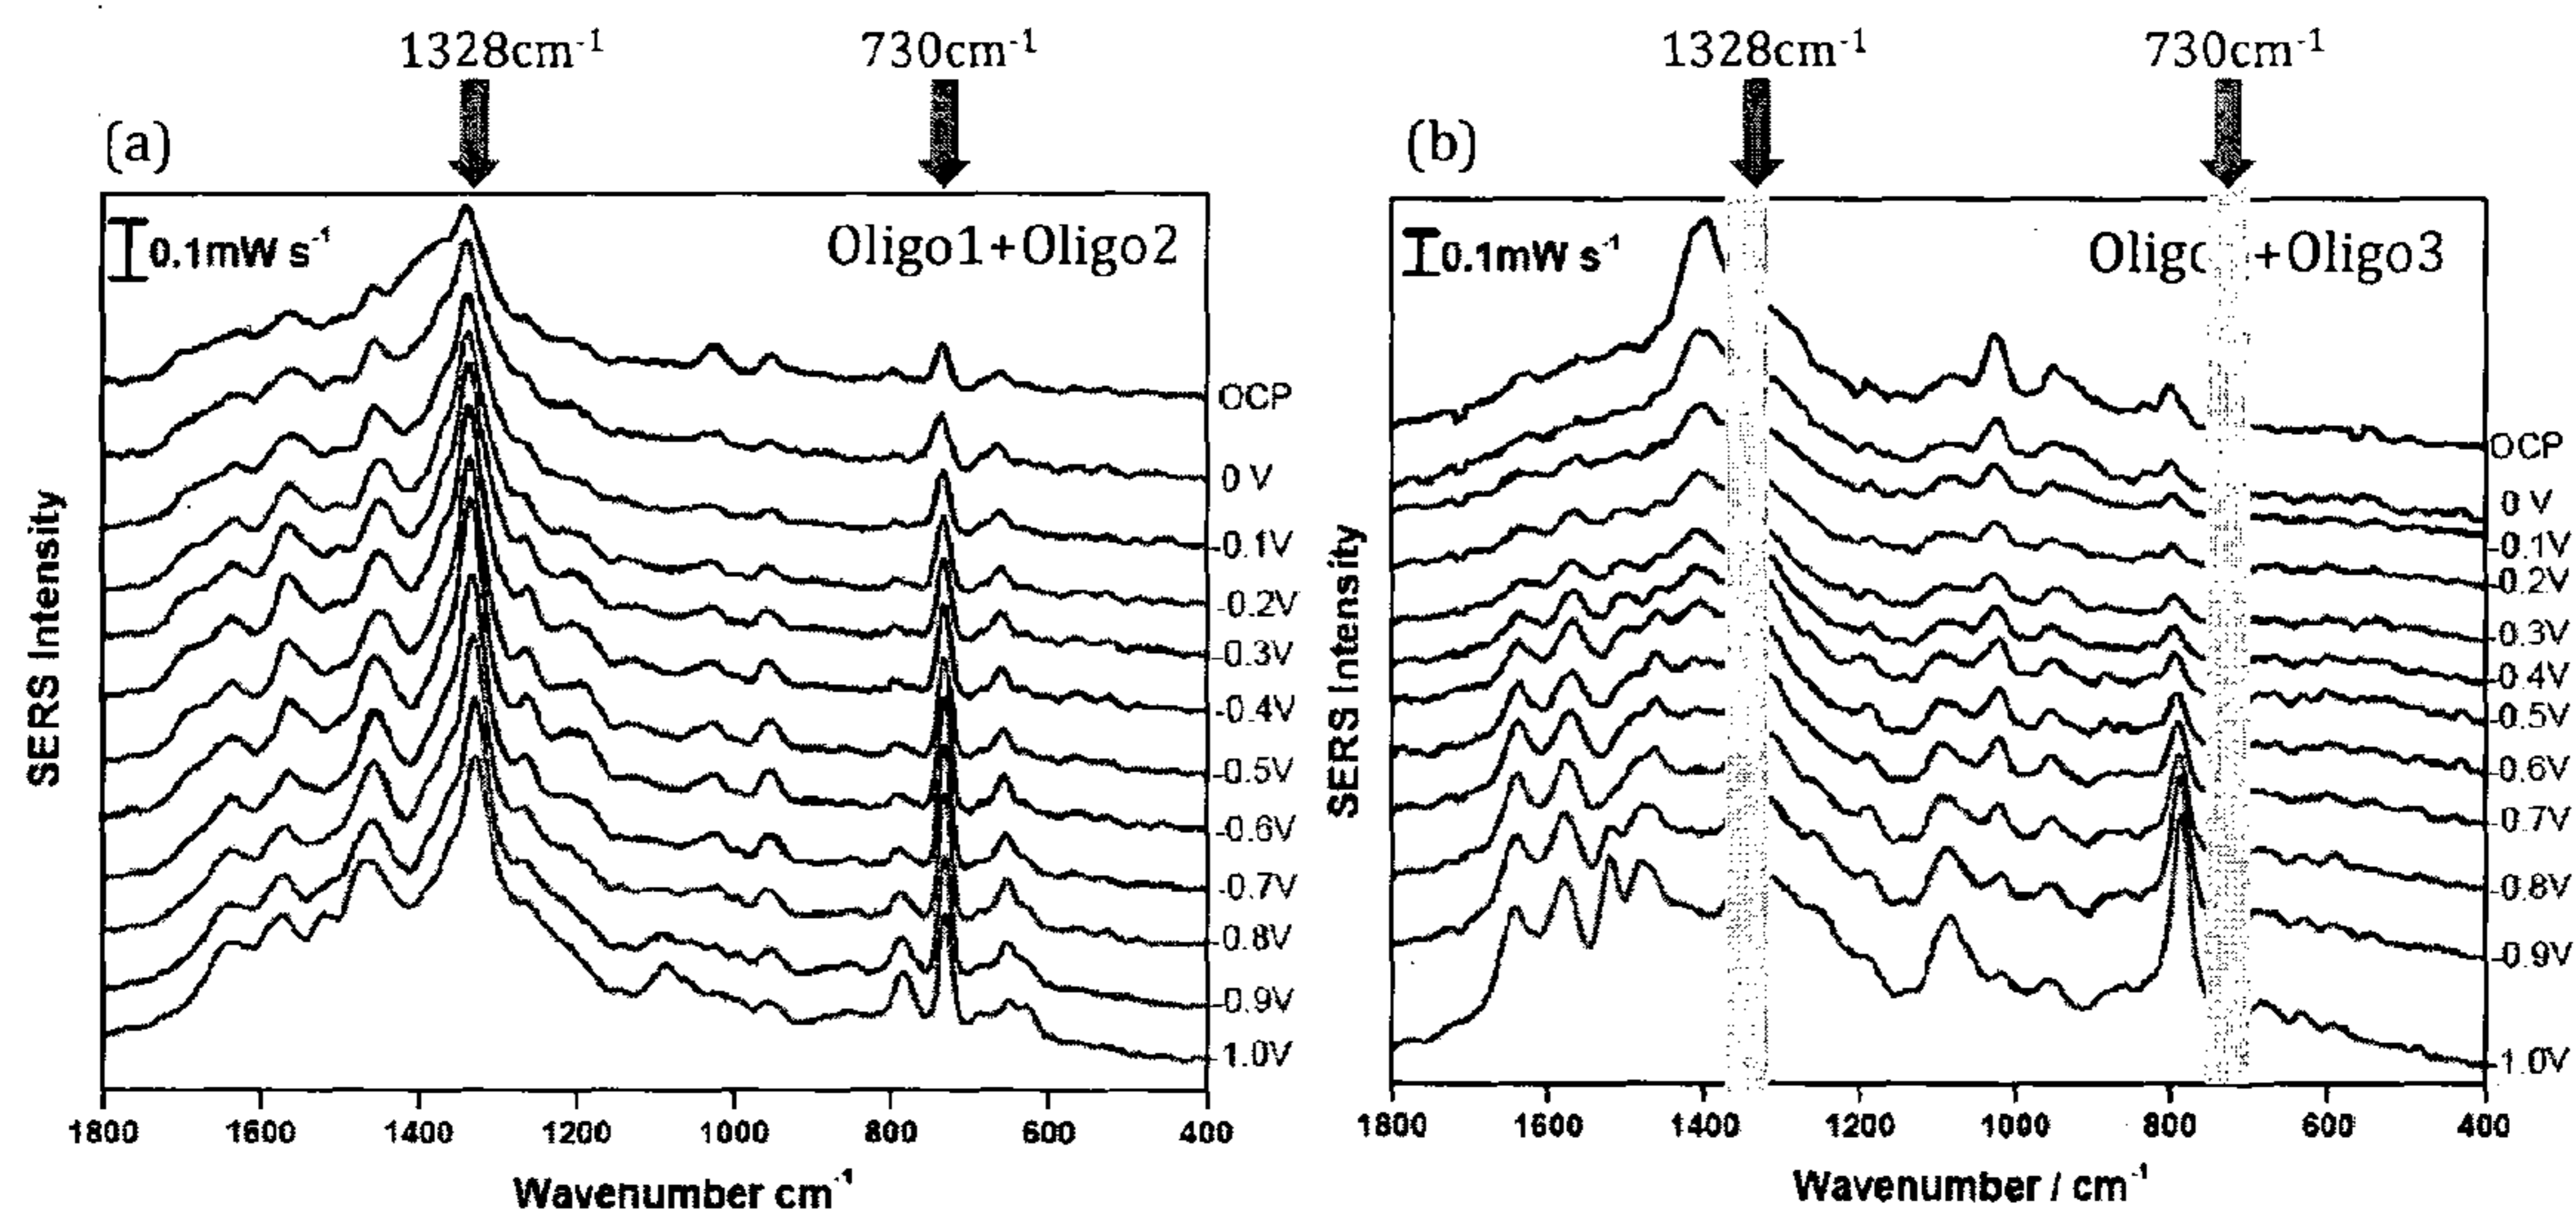 1328cm-1
730cm-1
(a)
0.1mW s-1
Oligo1+Oligo2
OCP
0 V
-0.1V
-0.2V
-0.3V
-0.4V
-0.5V
-0.6V
-0.7V
-0.8V
-0.9V
-1.0V
SERS Intensity
1800 1600 1400 1200 1000 800 600 400
Wavenumber cm-1
1328cm-1
730cm-1
(b)
0.1mW s-1
+Oligo3
OCP
0 V
-0.1V
-0.2V
-0.3V
-0.4V
-0.5V
-0.6V
-0.7V
-0.8V
-0.9V
-1.0V
SERS Intensity
1800 1600 1400 1200 1000 800 600 400
Wavenumber / cm-1